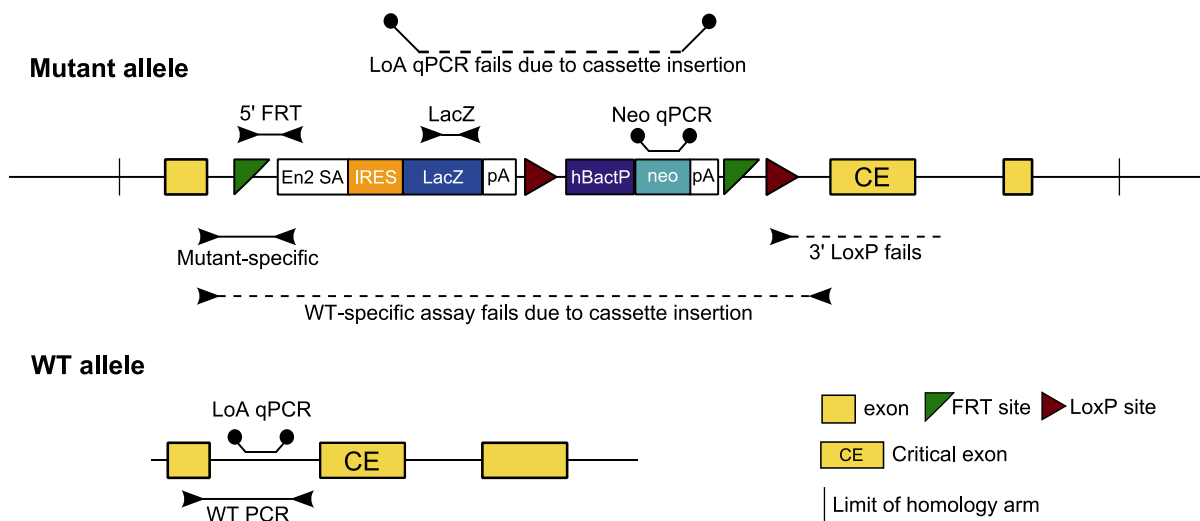 LoA qPCR fails due to cassette insertion
Mutant allele
5' FRT
LacZ
Neo qPCR
En2 SA
IRES
LacZ
pA
hBactP
neo
pA
CE
Mutant-specific
3' LoxP fails
WT-specific assay fails due to cassette insertion
WT allele
LoA qPCR
CE
WT PCR
exon
FRT site
LoxP site
CE
Critical exon
Limit of homology arm